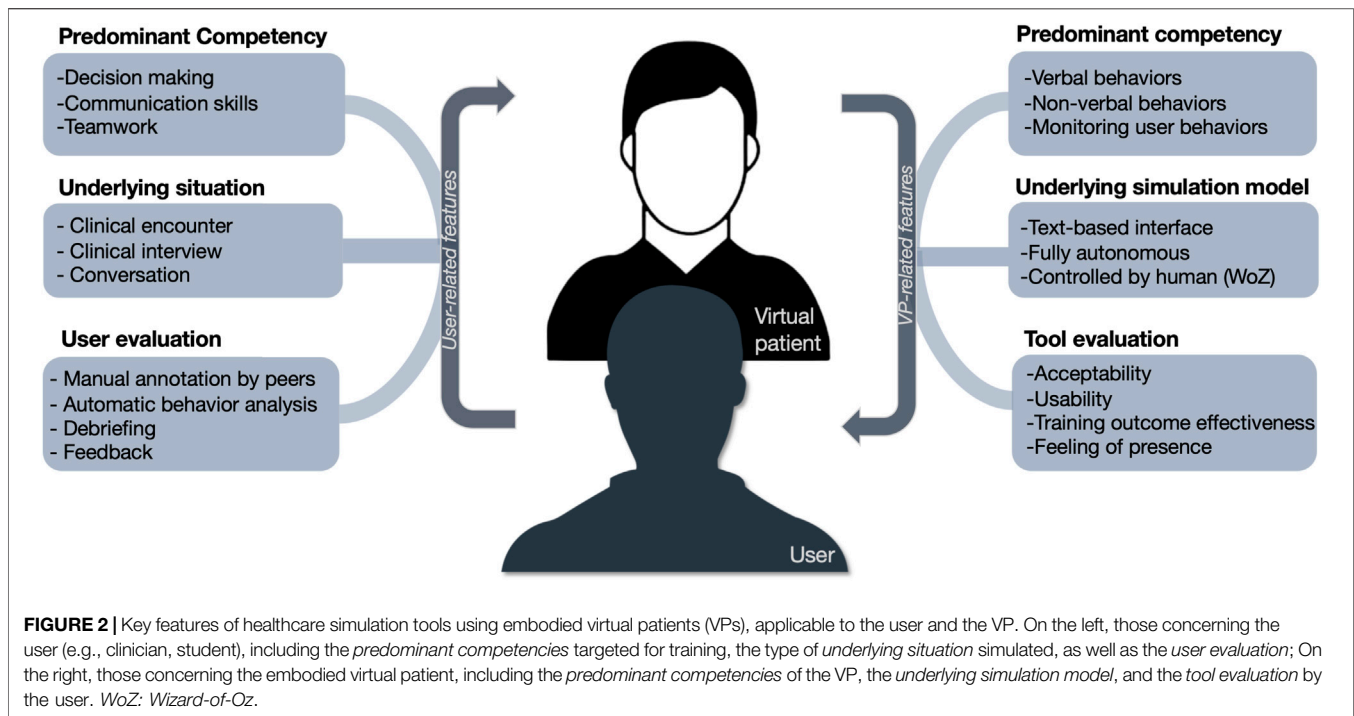 Predominant Competency
-Decision making
-Communication skills
-Teamwork
Underlying situation
- Clinical encounter
- Clinical interview
- Conversation
User evaluation
- Manual annotation by peers
- Automatic behavior analysis
- Debriefing
- Feedback
User-related features
Virtual
patient
User
VP-related features
Predominant competency
-Verbal behaviors
-Non-verbal behaviors
-Monitoring user behaviors
Underlying simulation model
-Text-based interface
-Fully autonomous
-Controlled by human (WoZ)
Tool evaluation
-Acceptability
-Usability
-Training outcome effectiveness
-Feeling of presence
FIGURE 2 | Key features of healthcare simulation tools using embodied virtual patients (VPs), applicable to the user and the VP. On the left, those concerning the
user (e.g., clinician, student), including the predominant competencies targeted for training, the type of underlying situation simulated, as well as the user evaluation; On
the right, those concerning the embodied virtual patient, including the predominant competencies of the VP, the underlying simulation model, and the tool evaluation by
the user. WoZ: Wizard-of-Oz.